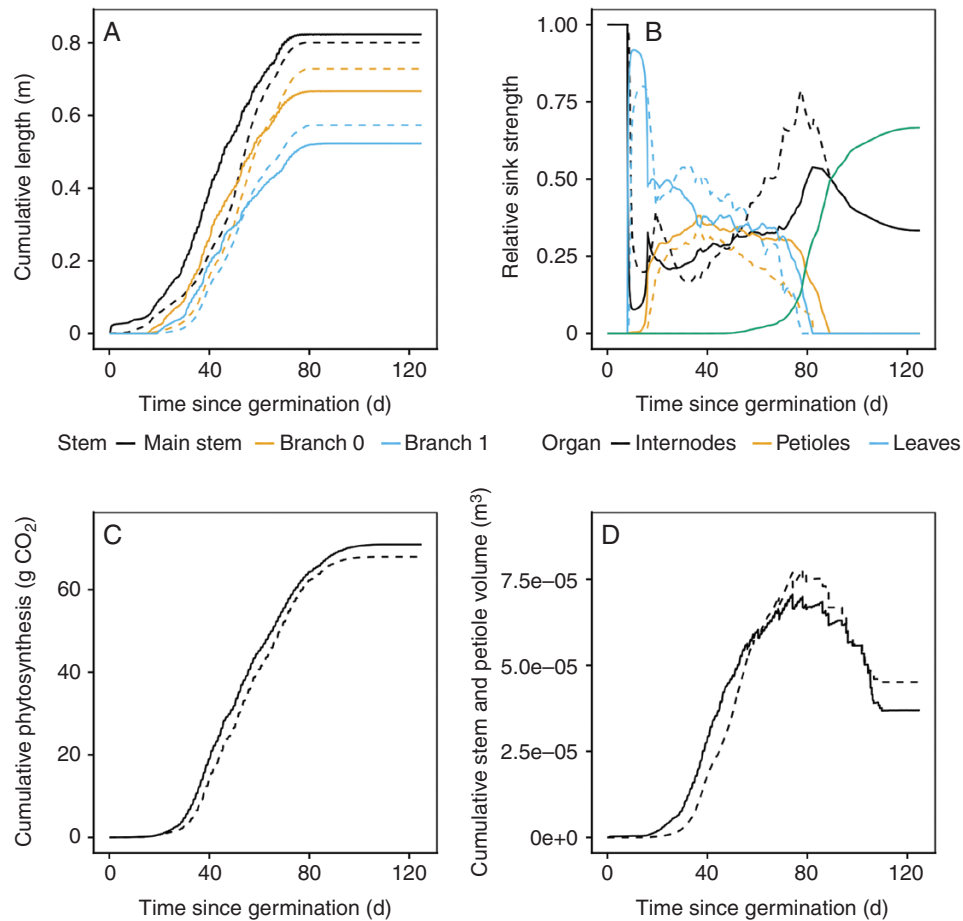 A
Cumulative length (m)
0.8
0.6
0.4
0.2
0
0
40
80
120
Time since germination (d)
B
Relative sink strength
1.00
0.75
0.50
0.25
0
0
40
80
120
Time since germination (d)
Stem Main stem Branch 0 Branch 1
Organ Internodes Petioles Leaves
C
Cumulative phytosynthesis (g CO₂)
60
40
20
0
0
40
80
120
Time since germination (d)
D
Cumulative stem and petiole volume (m³)
7.5e−05
5.0e−05
2.5e−05
0e+0
0
40
80
120
Time since germination (d)